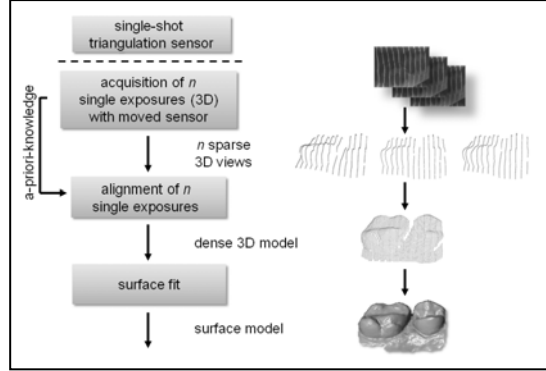 single-shot
triangulation sensor
acquisition of n
single exposures (3D)
with moved sensor
a-priori-knowledge
n sparse
3D views
alignment of n
single exposures
dense 3D model
surface fit
surface model